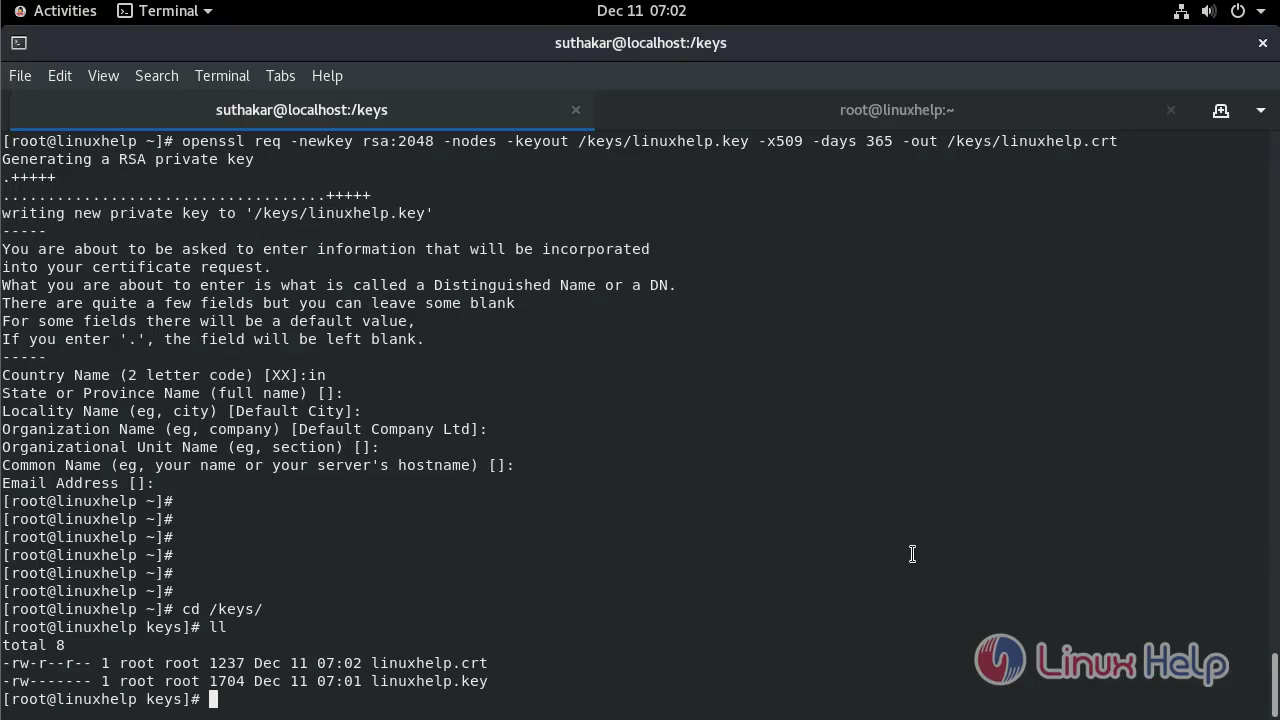 Activities
Terminal
Dec 11 07:02
suthakar@localhost:/keys
File Edit View Search Terminal Tabs Help
suthakar@localhost:/keys
root@linuxhelp:~
[root@linuxhelp ~]# openssl req -newkey rsa:2048 -nodes -keyout /keys/linuxhelp.key -x509 -days 365 -out /keys/linuxhelp.crt
Generating a RSA private key
.+++++
....................................+++++
writing new private key to '/keys/linuxhelp.key'
-----
You are about to be asked to enter information that will be incorporated
into your certificate request.
What you are about to enter is what is called a Distinguished Name or a DN.
There are quite a few fields but you can leave some blank
For some fields there will be a default value,
If you enter '.', the field will be left blank.
-----
Country Name (2 letter code) [XX]:in
State or Province Name (full name) []:
Locality Name (eg, city) [Default City]:
Organization Name (eg, company) [Default Company Ltd]:
Organizational Unit Name (eg, section) []:
Common Name (eg, your name or your server's hostname) []:
Email Address []:
[root@linuxhelp ~]#
[root@linuxhelp ~]#
[root@linuxhelp ~]#
[root@linuxhelp ~]#
[root@linuxhelp ~]#
[root@linuxhelp ~]#
[root@linuxhelp ~]# cd /keys/
[root@linuxhelp keys]# ll
total 8
-rw-r--r-- 1 root root 1237 Dec 11 07:02 linuxhelp.crt
-rw------- 1 root root 1704 Dec 11 07:01 linuxhelp.key
[root@linuxhelp keys]#
Linux Help